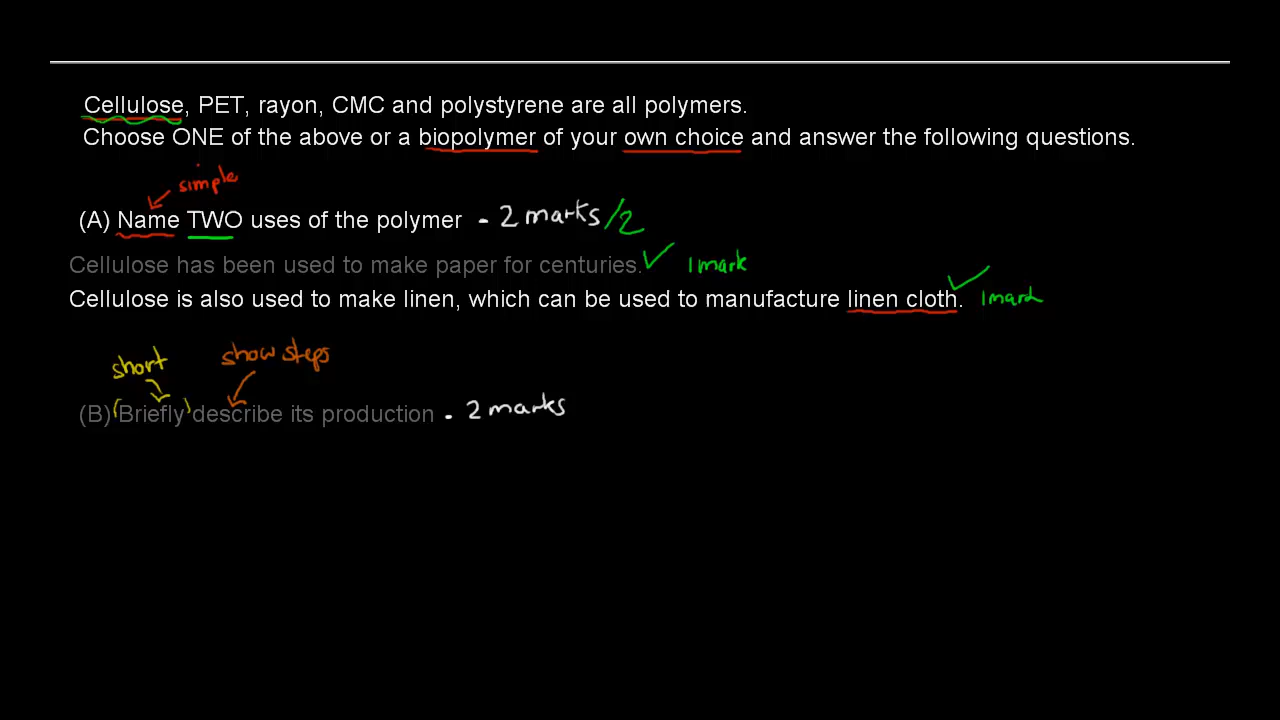 Cellulose, PET, rayon, CMC and polystyrene are all polymers.
Choose ONE of the above or a biopolymer of your own choice and answer the following questions.
simple
(A) Name TWO uses of the polymer - 2 marks /2
Cellulose has been used to make paper for centuries. ✓ 1 mark
Cellulose is also used to make linen, which can be used to manufacture linen cloth. ✓ 1 mark
short show steps
(B) (Briefly) describe its production - 2 marks